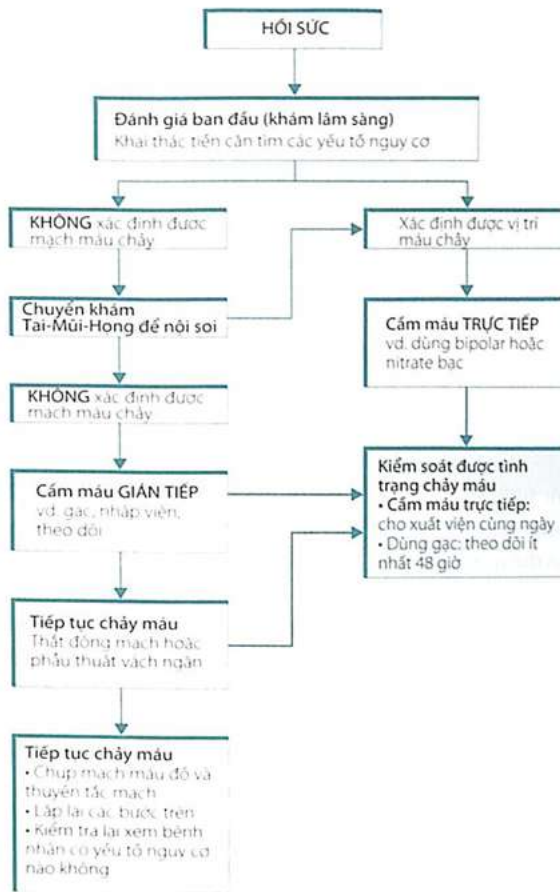 HỒI SỨC
Đánh giá ban đầu (khám lâm sàng)
Khai thác tiền căn tìm các yếu tố nguy cơ
KHÔNG xác định được
mạch máu chảy
Xác định được vị trí
máu chảy
Chuyển khám
Tai-Mũi-Họng để nội soi
Cầm máu TRỰC TIẾP
vd. dùng bipolar hoặc
nitrate bạc
KHÔNG xác định được
mạch máu chảy
Cầm máu GIÁN TIẾP
vd. gạc, nhập viện,
theo dõi
Kiểm soát được tình
trạng chảy máu
• Cầm máu trực tiếp:
cho xuất viện cùng ngày
• Dùng gạc: theo dõi ít
nhất 48 giờ
Tiếp tục chảy máu
Thắt động mạch hoặc
phẫu thuật vách ngăn
Tiếp tục chảy máu
• Chụp mạch máu đồ và
thuyên tắc mạch
• Lặp lại các bước trên
• Kiểm tra lại xem bệnh
nhân có yếu tố nguy cơ
nào không